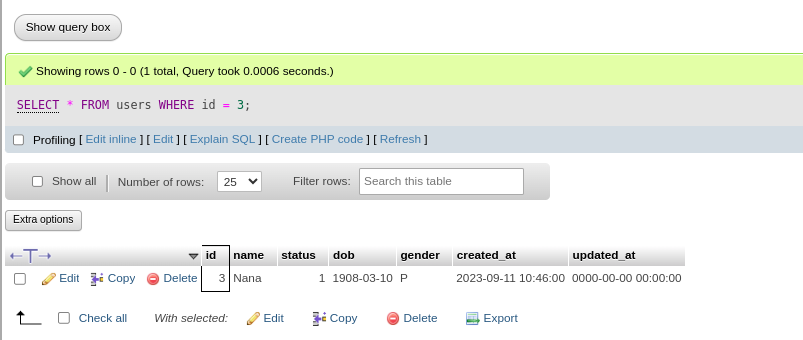 Show query box
Showing rows 0 - 0 (1 total, Query took 0.0006 seconds.)
SELECT * FROM users WHERE id = 3;
Profiling [ Edit inline ] [ Edit ] [ Explain SQL ] [ Create PHP code ] [ Refresh ]
Show all Number of rows: 25 Filter rows: Search this table
Extra options
←T→ id name status dob gender created_at updated_at
Edit Copy Delete 3 Nana 1 1908-03-10 P 2023-09-11 10:46:00 0000-00-00 00:00:00
Check all With selected: Edit Copy Delete Export